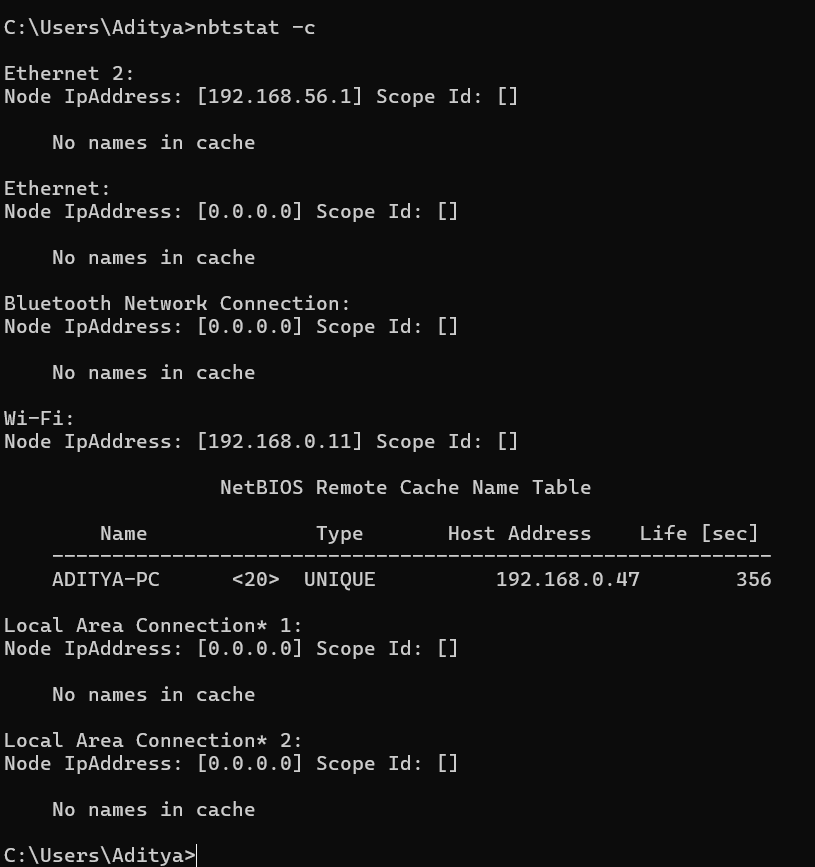 C:\Users\Aditya>nbtstat -c
Ethernet 2:
Node IpAddress: [192.168.56.1] Scope Id: []
No names in cache
Ethernet:
Node IpAddress: [0.0.0.0] Scope Id: []
No names in cache
Bluetooth Network Connection:
Node IpAddress: [0.0.0.0] Scope Id: []
No names in cache
Wi-Fi:
Node IpAddress: [192.168.0.11] Scope Id: []
NetBIOS Remote Cache Name Table
Name Type Host Address Life [sec]
------------------------------------------------------------
ADITYA-PC <20> UNIQUE 192.168.0.47 356
Local Area Connection* 1:
Node IpAddress: [0.0.0.0] Scope Id: []
No names in cache
Local Area Connection* 2:
Node IpAddress: [0.0.0.0] Scope Id: []
No names in cache
C:\Users\Aditya>